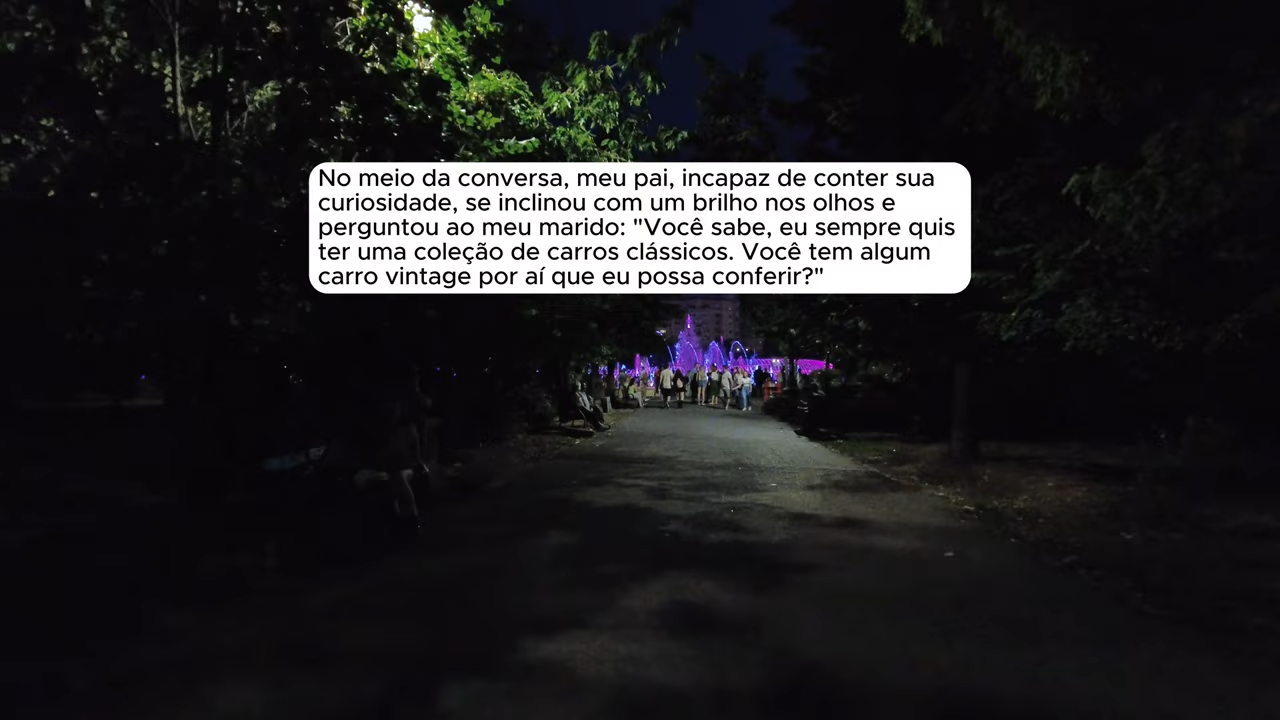 No meio da conversa, meu pai, incapaz de conter sua
curiosidade, se inclinou com um brilho nos olhos e
perguntou ao meu marido: "Você sabe, eu sempre quis
ter uma coleção de carros clássicos. Você tem algum
carro vintage por aí que eu possa conferir?"